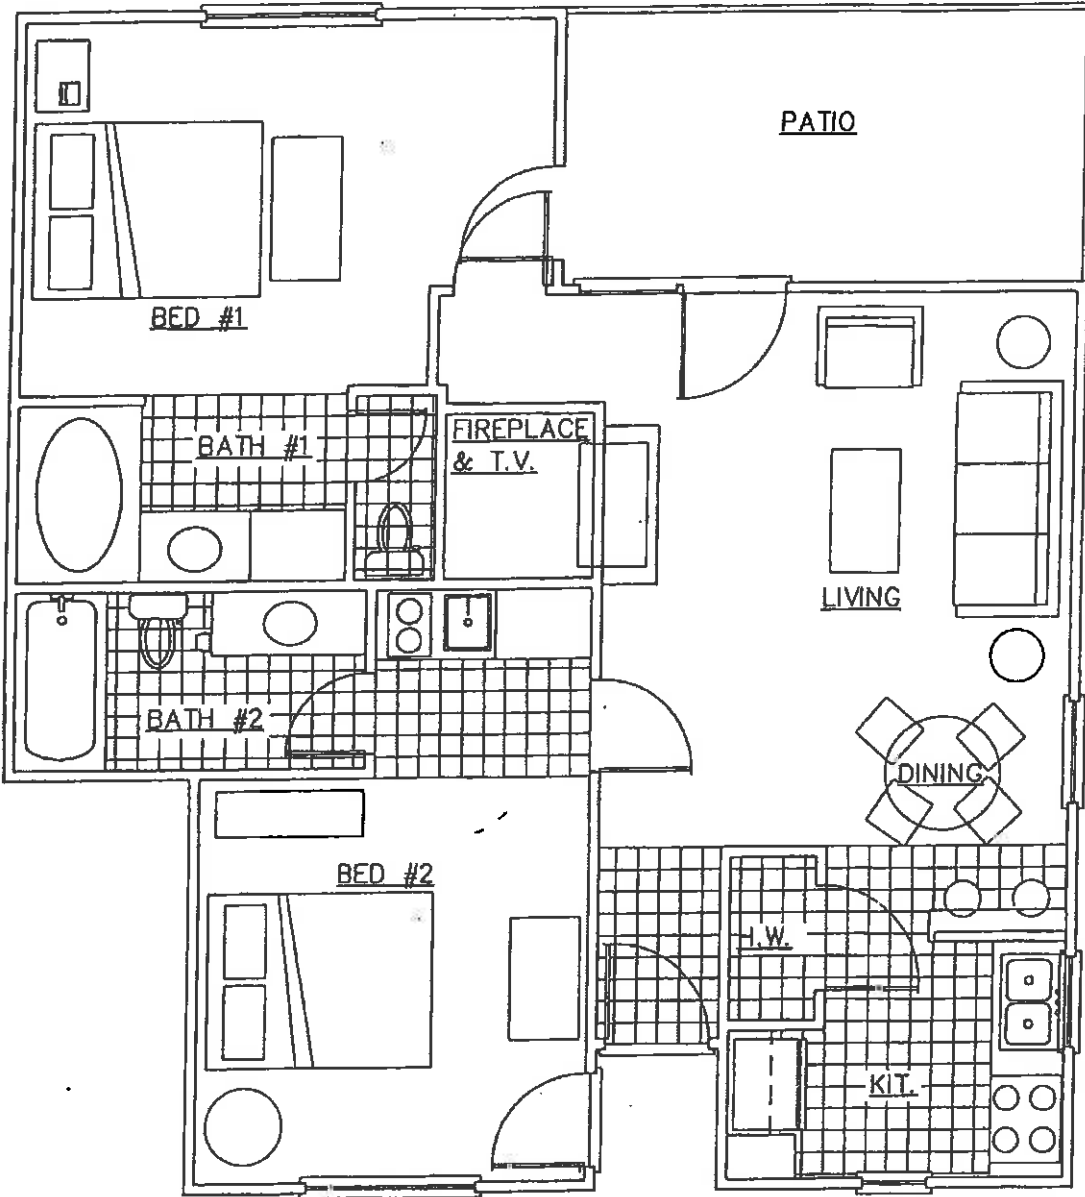 PATIO
BED #1
BATH #1
FIREPLACE
& T.V.
LIVING
BATH #2
DINING
BED #2
H.W.
KIT.